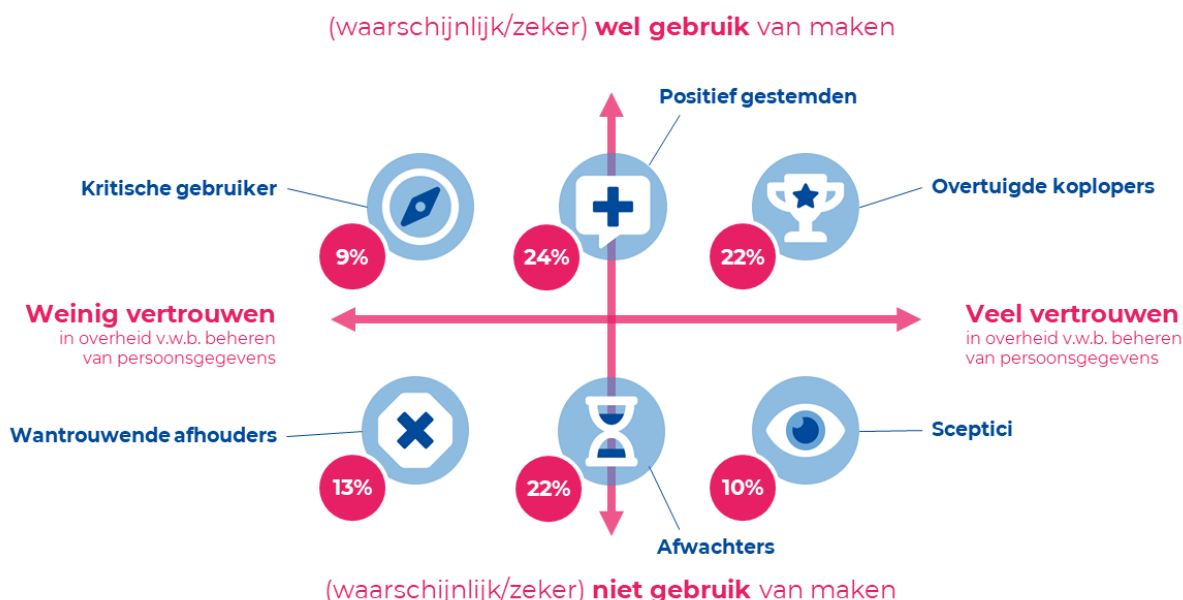 (waarschijnlijk/zeker) wel gebruik van maken
Positief gestemden
Kritische gebruiker
Overtuigde koplopers
9%
24%
22%
Weinig vertrouwen
in overheid v.w.b. beheren
van persoonsgegevens
Veel vertrouwen
in overheid v.w.b. beheren
van persoonsgegevens
Wantrouwende afhouders
Sceptici
13%
22%
10%
Afwachters
(waarschijnlijk/zeker) niet gebruik van maken